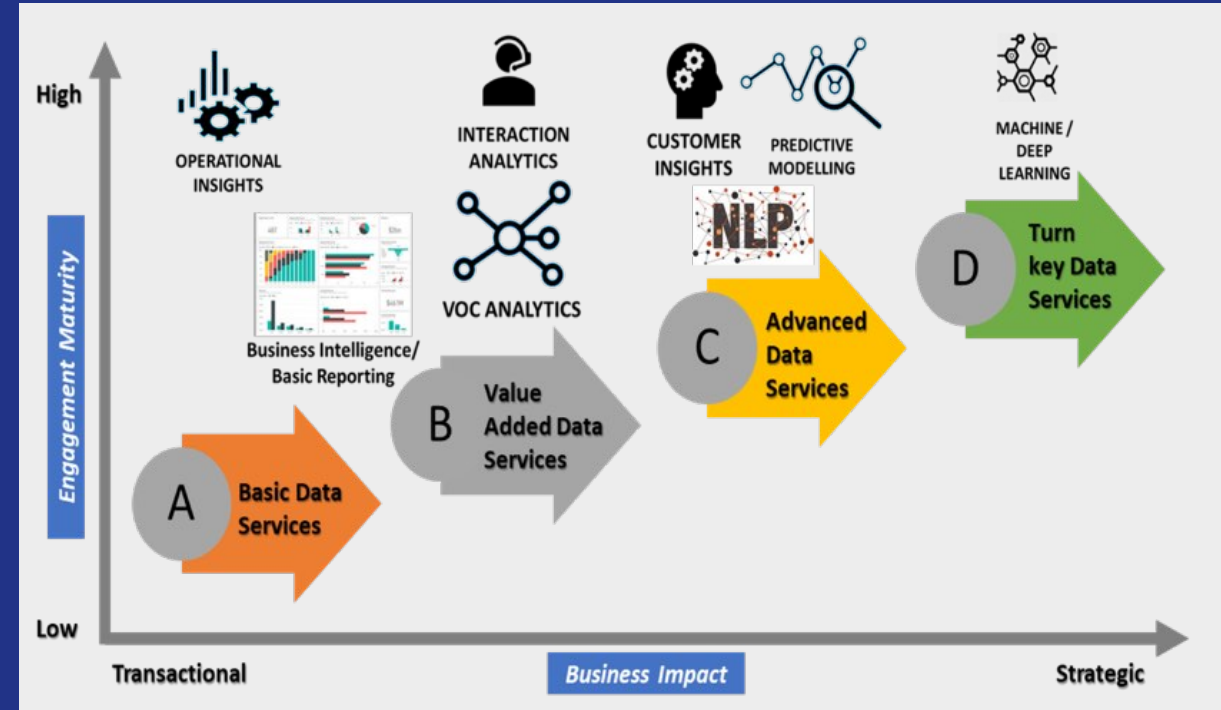 High
OPERATIONAL
INSIGHTS
INTERACTION
ANALYTICS
CUSTOMER
INSIGHTS
PREDICTIVE
MODELLING
MACHINE /
DEEP
LEARNING
NLP
VOC ANALYTICS
Business Intelligence/
Basic Reporting
Engagement Maturity
A
Basic Data
Services
B
Value
Added Data
Services
C
Advanced
Data
Services
D
Turn
key Data
Services
Low
Transactional
Business Impact
Strategic